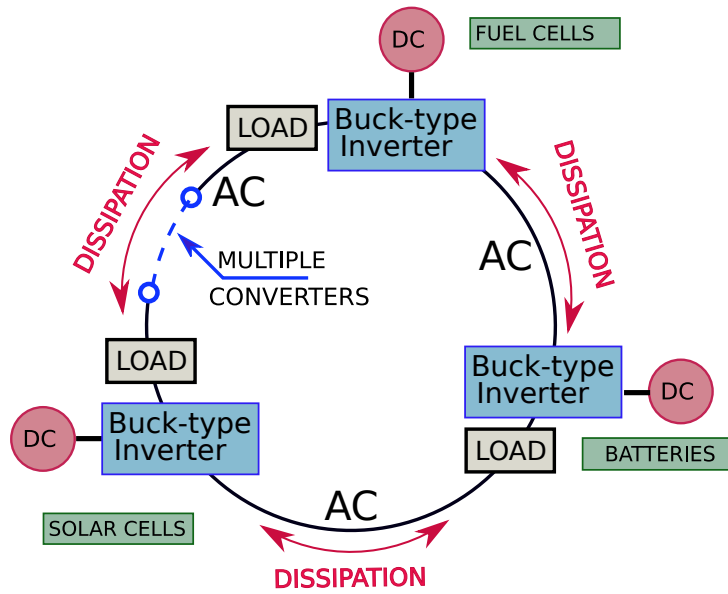 DC
FUEL CELLS
LOAD
Buck-type
Inverter
DISSIPATION
DISSIPATION
AC
AC
MULTIPLE
CONVERTERS
LOAD
Buck-type
Inverter
DC
DC
Buck-type
Inverter
LOAD
BATTERIES
AC
SOLAR CELLS
DISSIPATION